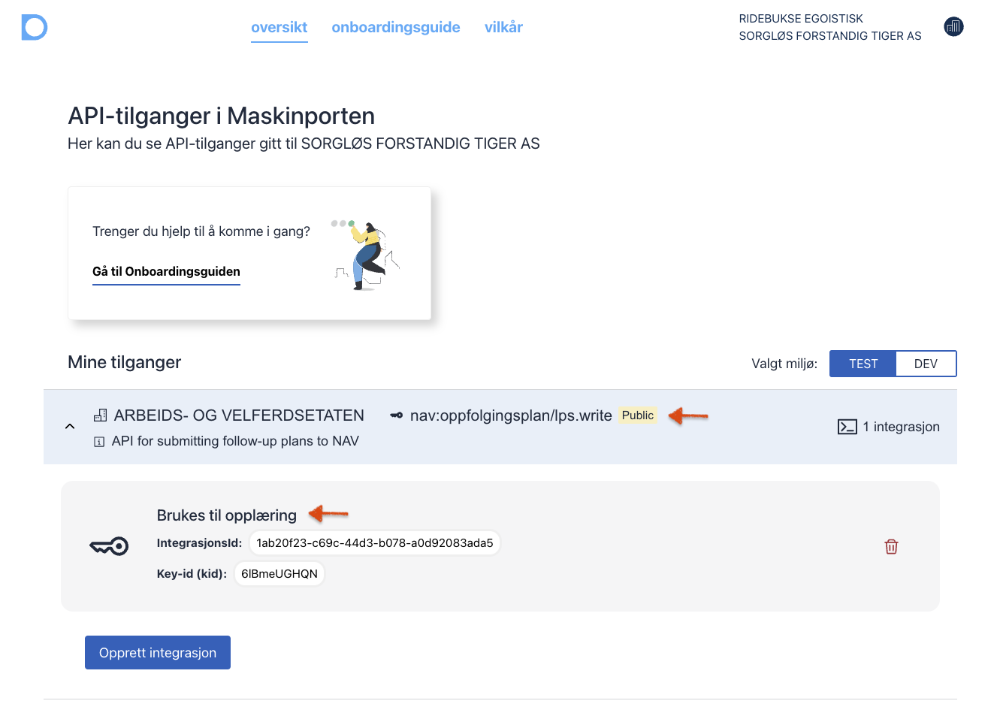 oversikt onboardingsguide vilkår
RIDEBUKSE EGOISTISK
SORGLØS FORSTANDIG TIGER AS
API-tilganger i Maskinporten
Her kan du se API-tilganger gitt til SORGLØS FORSTANDIG TIGER AS
Trenger du hjelp til å komme i gang?
Gå til Onboardingsguiden
Mine tilganger
Valgt miljø: TEST DEV
ARBEIDS- OG VELFERDSETATEN nav:oppfolgingsplan/lps.write Public
API for submitting follow-up plans to NAV
1 integrasjon
Brukes til opplæring
IntegrasjonsId: 1ab20f23-c69c-44d3-b078-a0d92083ada5
Key-id (kid): 6lBmeUGHQN
Opprett integrasjon